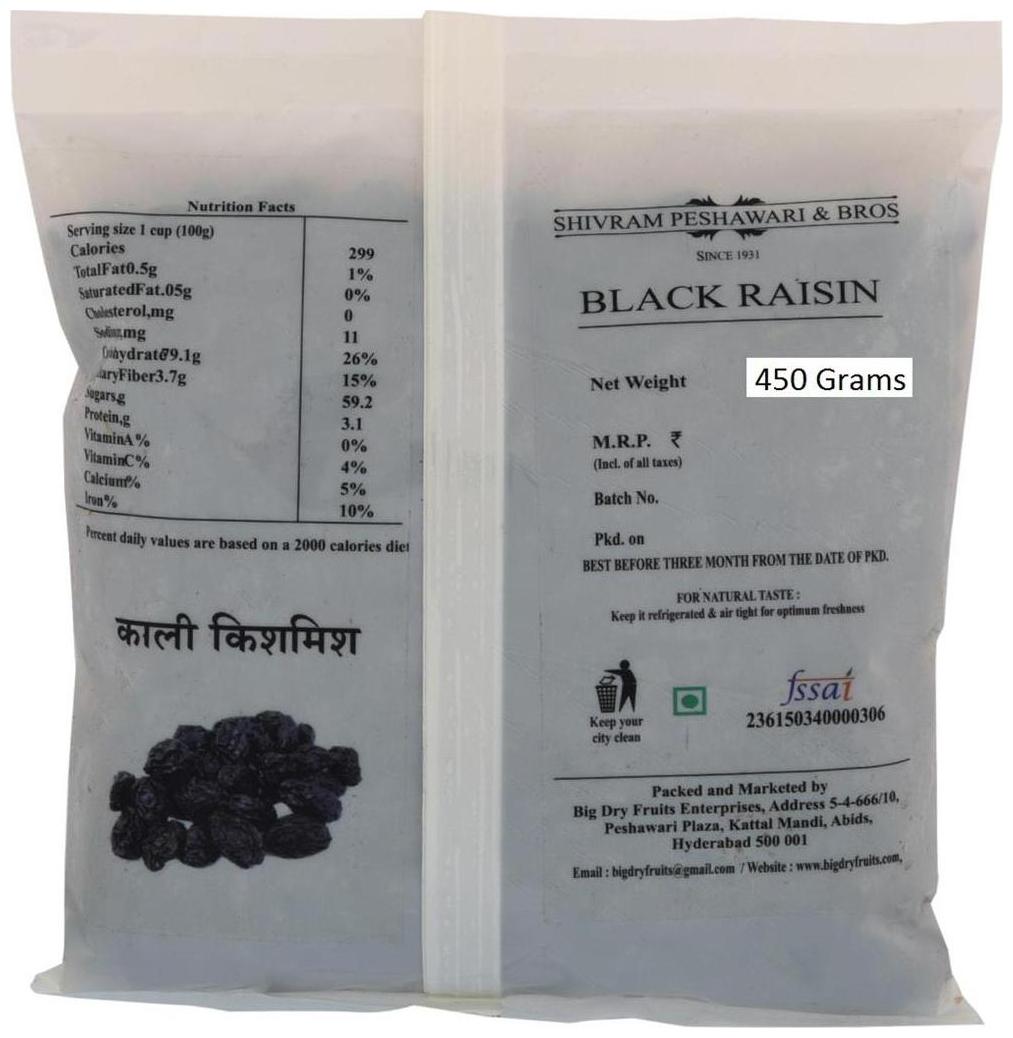 Nutrition Facts
Serving size 1 cup (100g)
Calories 299
TotalFat0.5g 1%
SaturatedFat.05g 0%
Cholesterol,mg 0
Sodium,mg 11
26%
15%
Sugars,g 59.2
Protein,g 3.1
VitaminA% 0%
VitaminC% 4%
Calcium% 5%
Iron% 10%
Percent daily values are based on a 2000 calories diet
काली किशमिश
SHIVRAM PESHAWARI & BROS
SINCE 1931
BLACK RAISIN
Net Weight 450 Grams
M.R.P. ₹
(Incl. of all taxes)
Batch No.
Pkd. on
BEST BEFORE THREE MONTH FROM THE DATE OF PKD.
FOR NATURAL TASTE :
Keep it refrigerated & air tight for optimum freshness
Keep your
city clean
fssai
236150340000306
Packed and Marketed by
Big Dry Fruits Enterprises, Address 5-4-666/10,
Peshawari Plaza, Kattal Mandi, Abids,
Hyderabad 500 001
Email : bigdryfruits@gmail.com / Website : www.bigdryfruits.com,